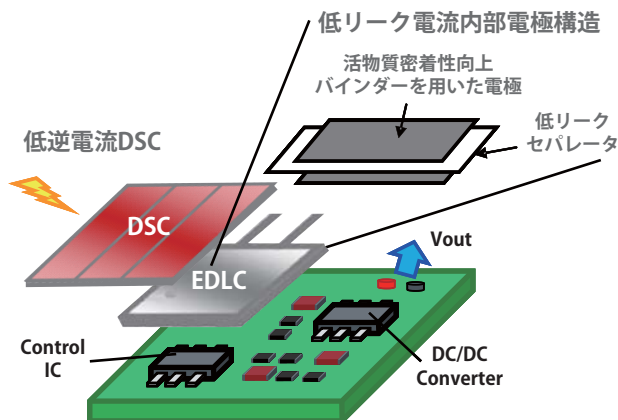 低リーク電流内部電極構造
活物質密着性向上
バインダーを用いた電極
低リーク
セパレータ
低逆電流DSC
DSC
EDLC
Vout
Control
IC
DC/DC
Converter